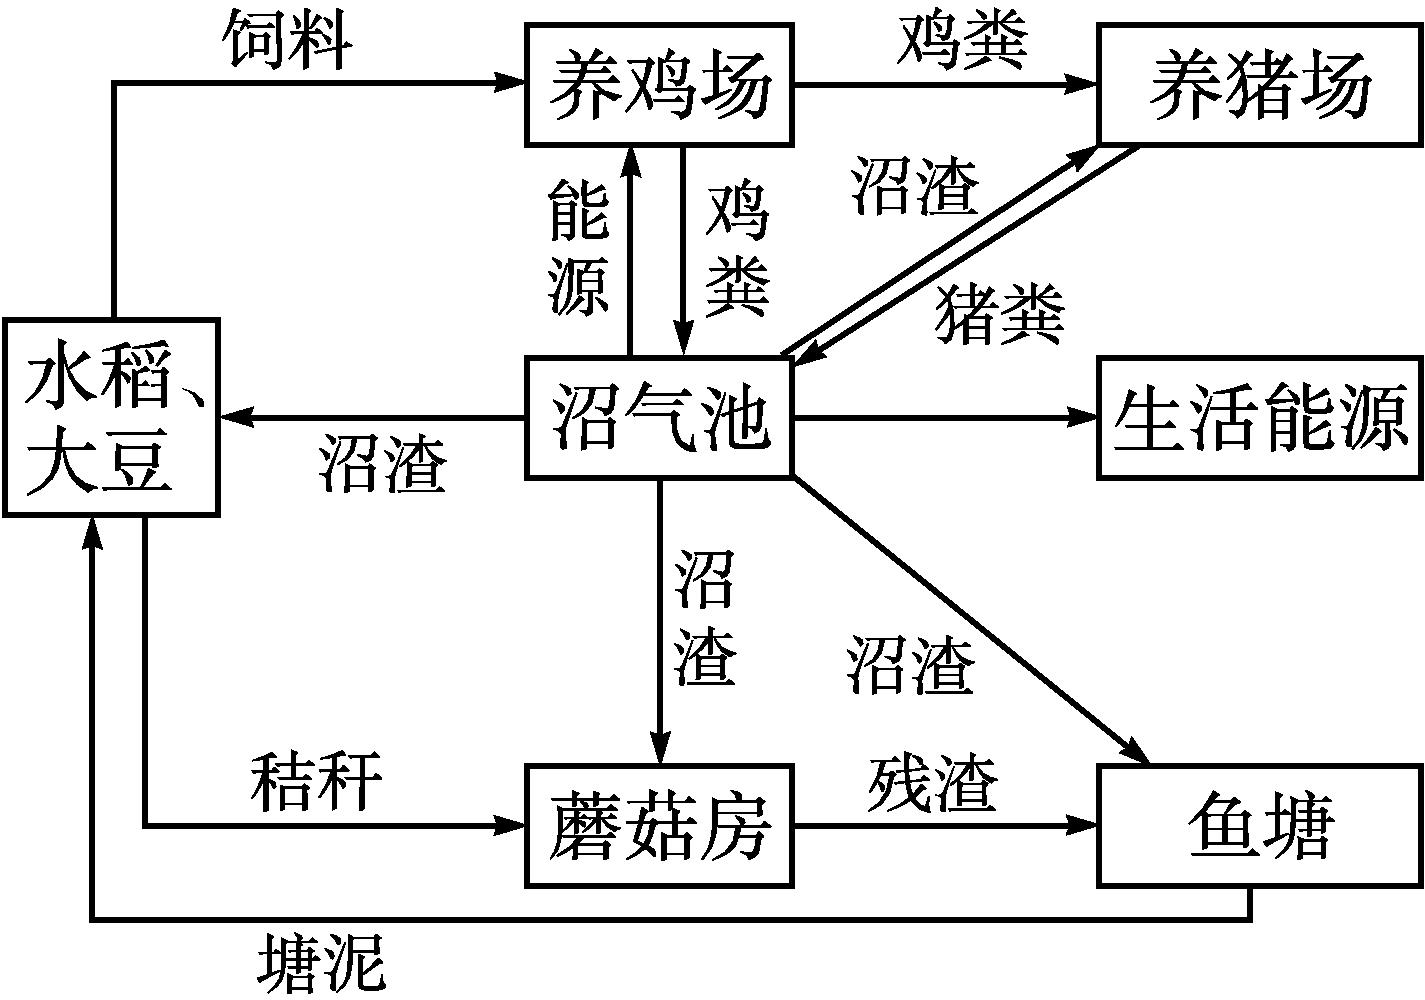 饲料
养鸡场
鸡粪
养猪场
能源
鸡粪
沼渣
猪粪
水稻、
大豆
沼渣
沼气池
生活能源
沼渣
沼渣
秸秆
蘑菇房
残渣
鱼塘
塘泥